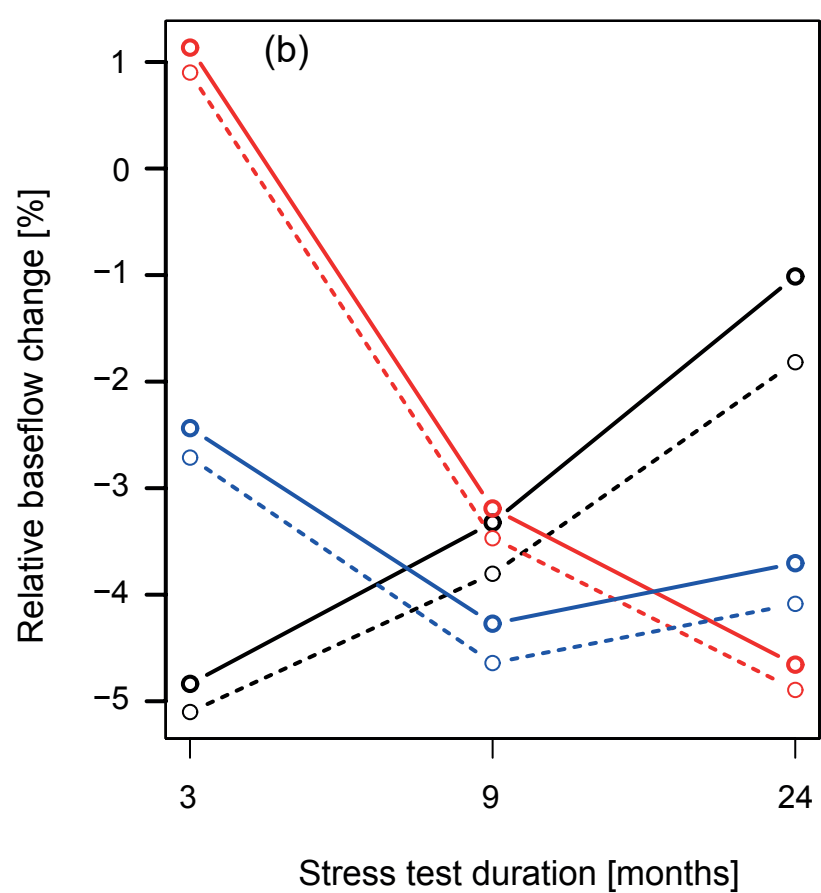 (b)
1
0
−1
−2
−3
−4
−5
Relative baseflow change [%]
3 9 24
Stress test duration [months]